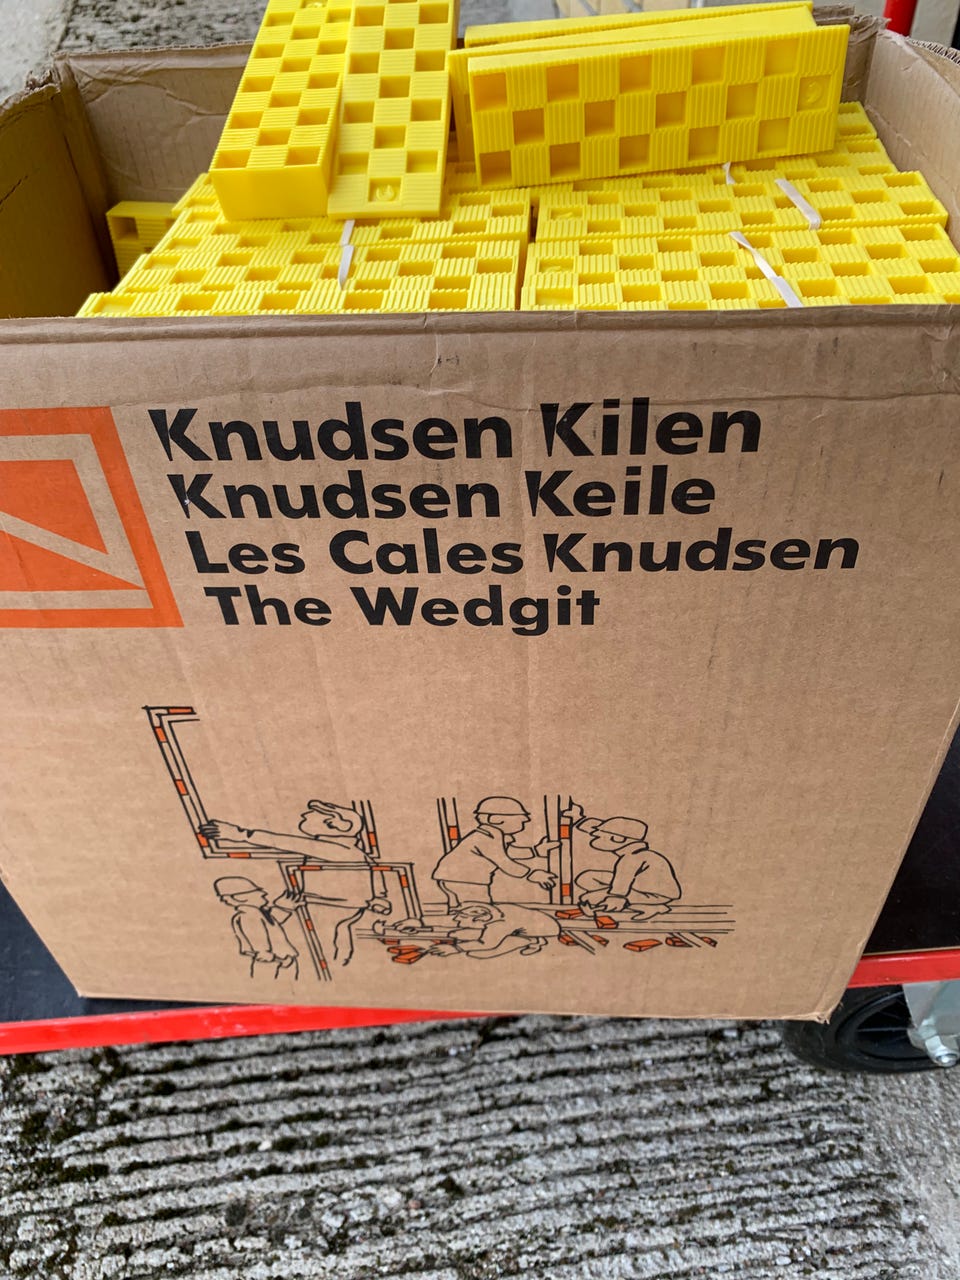 Knudsen Kilen
Knudsen Keile
Les Cales Knudsen
The Wedgit